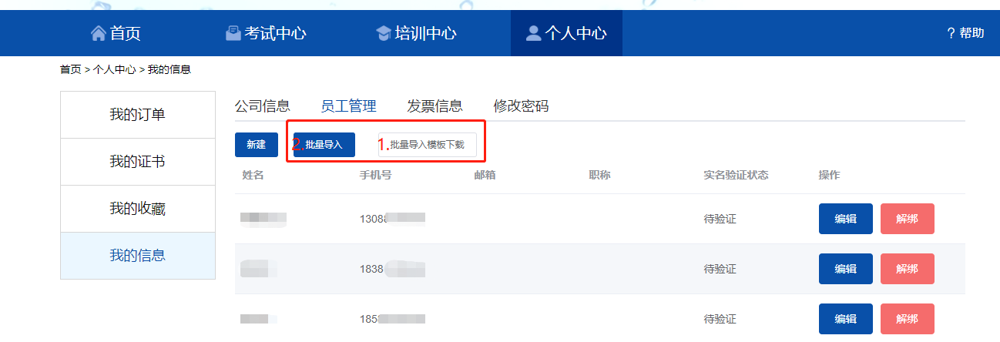 首页 考试中心 培训中心 个人中心 ? 帮助
首页 > 个人中心 > 我的信息
我的订单
我的证书
我的收藏
我的信息
公司信息 员工管理 发票信息 修改密码
新建 2.批量导入 1.批量导入模板下载
姓名 手机号 邮箱 职称 实名验证状态 操作
1308 待验证 编辑 解绑
1838 待验证 编辑 解绑
185 待验证 编辑 解绑